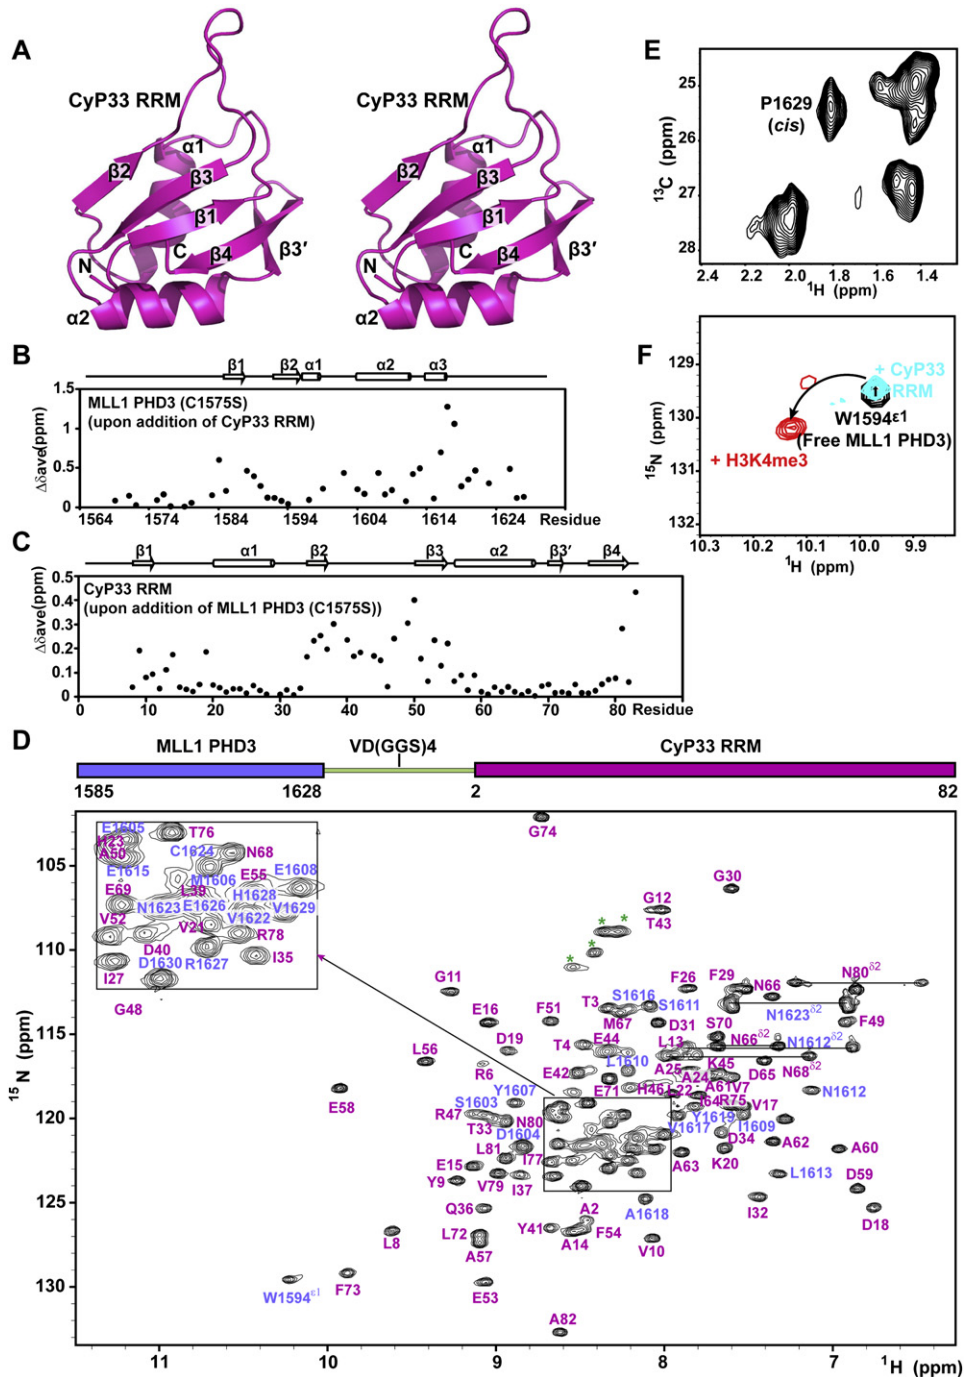 A
CyP33 RRM
CyP33 RRM
α1
β2
β3
β1
C
β4
β3′
N
α2
α1
β2
β3
β1
C
β4
β3′
N
α2
E
P1629
(cis)
25
26
27
28
13C (ppm)
2.4
2.0
1.6
1.4
1H (ppm)
B
β1
β2
α1
α2
α3
MLL1 PHD3 (C1575S)
(upon addition of CyP33 RRM)
Δδave(ppm)
1.5
1
0.5
0
1564
1574
1584
1594
1604
1614
1624
Residue
F
+ CyP33
RRM
W1594ε1
(Free MLL1 PHD3)
+ H3K4me3
129
130
131
132
15N (ppm)
10.3
10.2
10.1
10.0
9.9
1H (ppm)
C
β1
α1
β2
β3
α2
β3′
β4
CyP33 RRM
(upon addition of MLL1 PHD3 (C1575S))
Δδave(ppm)
0.5
0.4
0.3
0.2
0.1
0
0
10
20
30
40
50
60
70
80
Residue
D
MLL1 PHD3
VD(GGS)4
CyP33 RRM
1585
1628
2
82
E1605
H23
A50
E1615
E69
V52
I27
G48
T76
C1624
N68
M1606
E55
E1608
L39
H1628
N1623
E1626
V1622
V1629
V21
R78
D40
D1630
R1627
I35
G74
G30
G12
T43
*
*
*
*
G11
E16
F51
D19
T4
L56
R6
E58
E42
Y1607
S1603
R47
T33
D1604
N80
L81
E15
I77
Y9
V79
I37
Q36
L8
L72
A57
Y41
A14
A2
F54
W1594ε1
F73
E53
A82
F26
F29
N66
N80δ2
S1616
S1611
T3
M67
D31
S70
N1623δ2
F49
E44
L13
N66δ2
N1612δ2
L1610
A25
A24
K45
D65
N68δ2
E71
H46
L22
A61
V7
N1612
I64
R75
V17
V1617
Y1619
I1609
D34
A62
A60
A63
K20
L1613
D59
A1618
I32
D18
V10
105
110
115
120
125
130
15N (ppm)
11
10
9
8
7
1H (ppm)